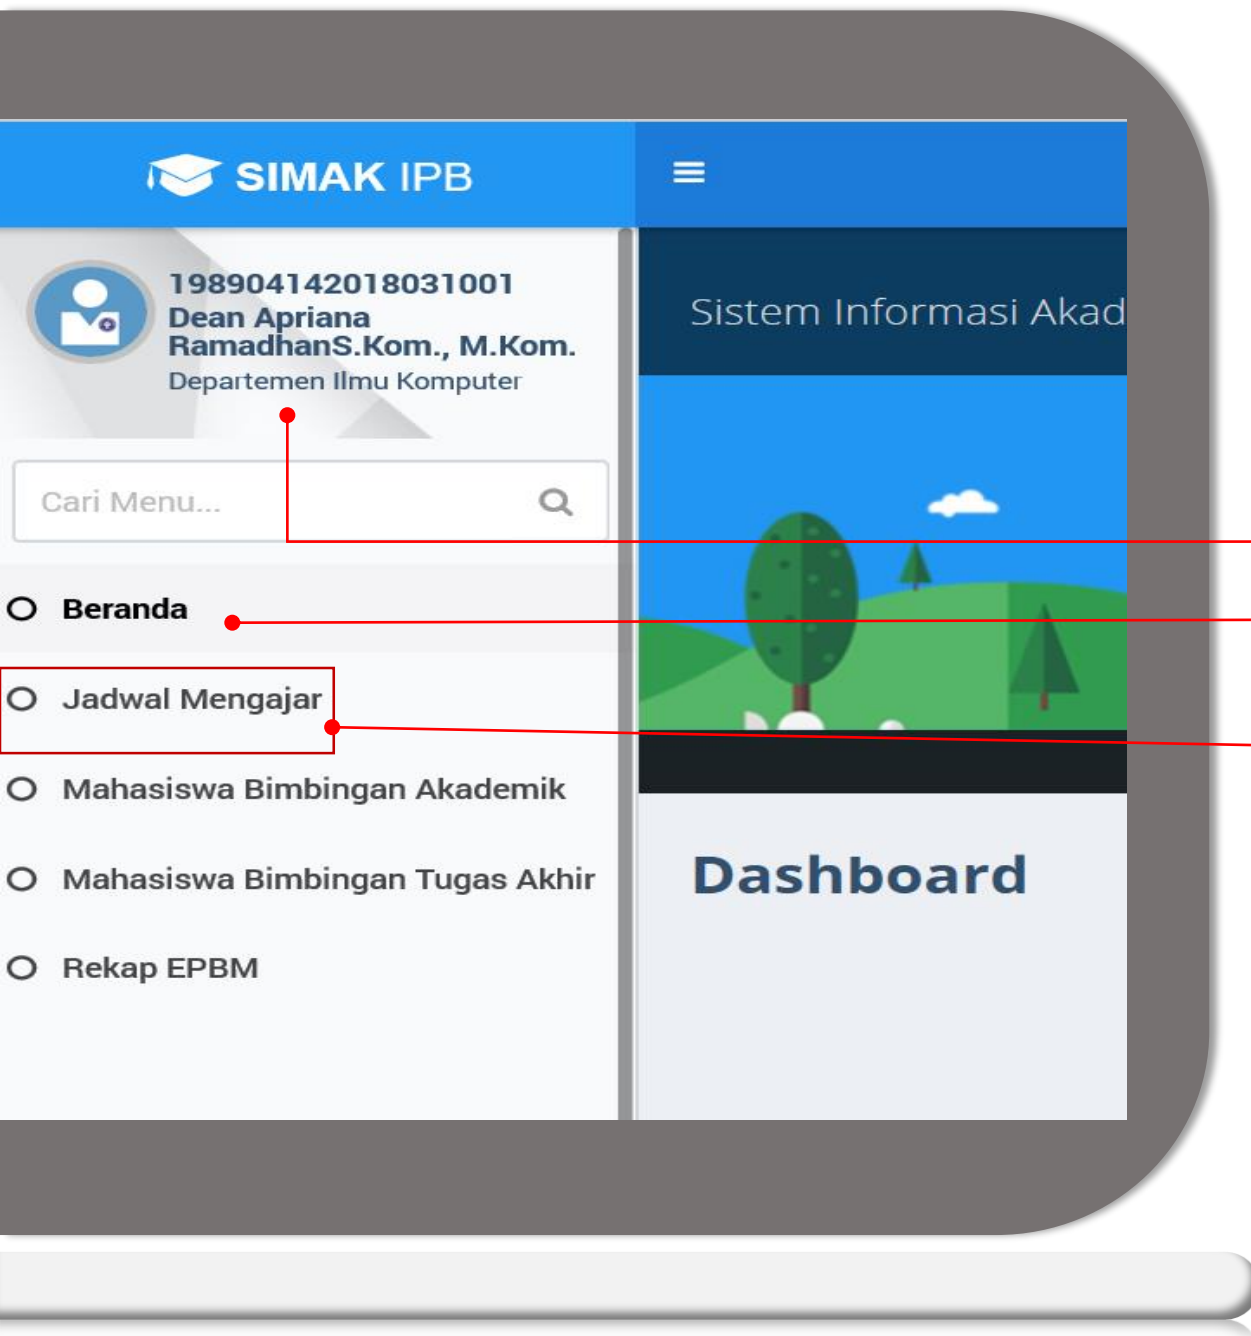 SIMAK IPB
198904142018031001
Dean Apriana
RamadhanS.Kom., M.Kom.
Departemen Ilmu Komputer
Cari Menu...
Beranda
Jadwal Mengajar
Mahasiswa Bimbingan Akademik
Mahasiswa Bimbingan Tugas Akhir
Rekap EPBM
Sistem Informasi Akad
Dashboard